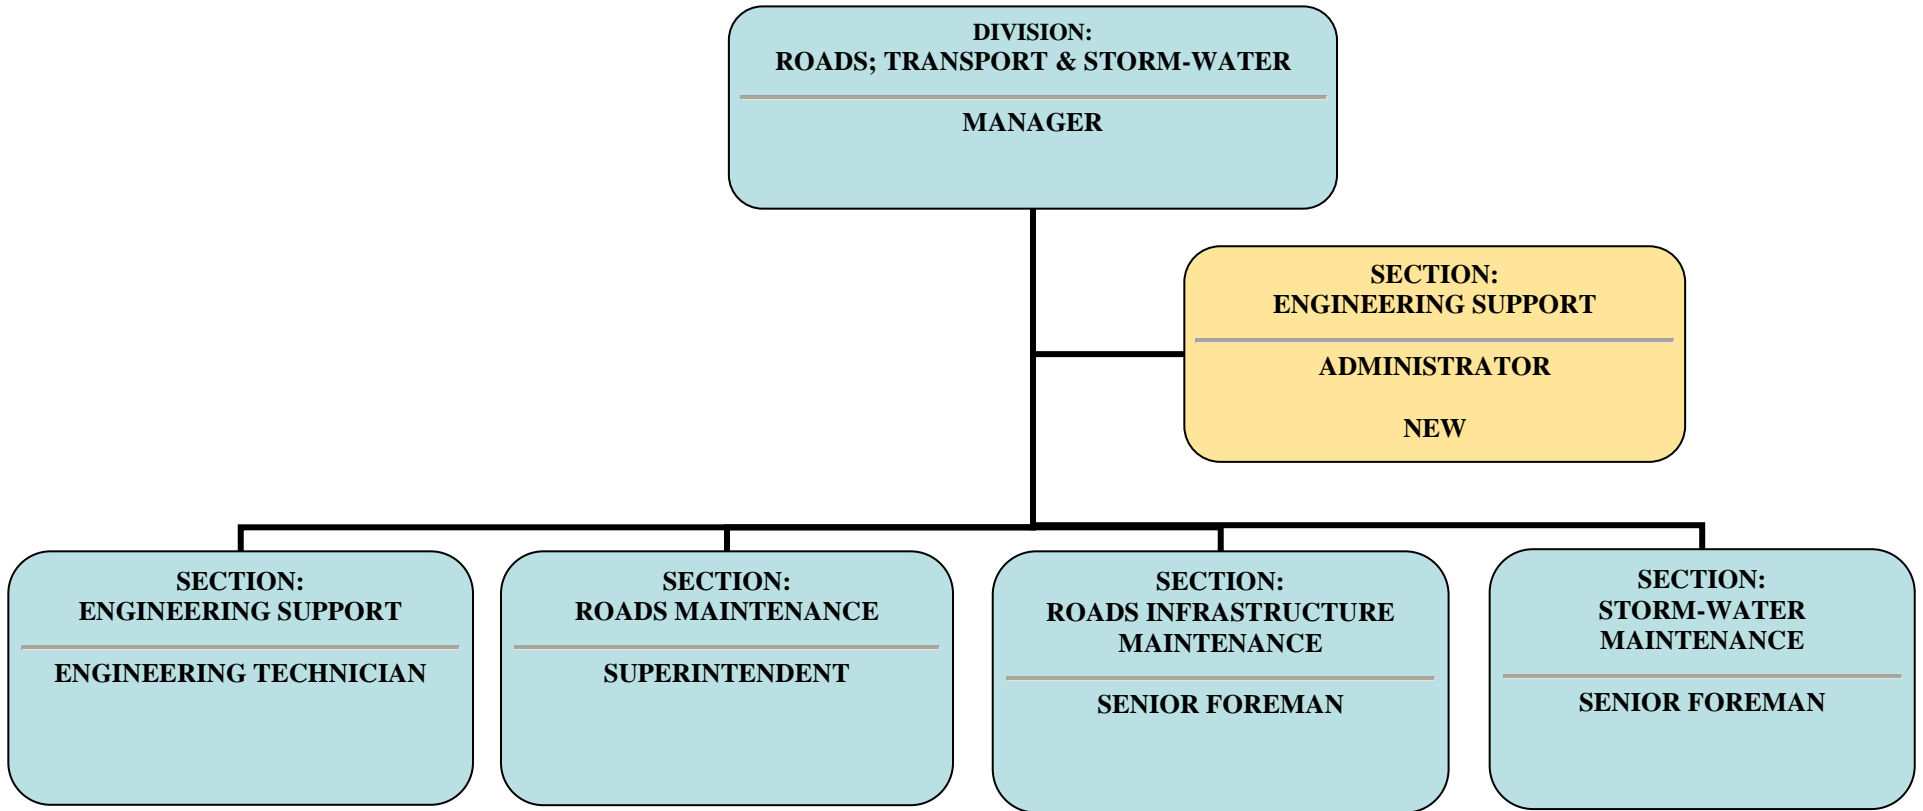 DIVISION:
ROADS; TRANSPORT & STORM-WATER
MANAGER
SECTION:
ENGINEERING SUPPORT
ADMINISTRATOR
NEW
SECTION:
ENGINEERING SUPPORT
ENGINEERING TECHNICIAN
SECTION:
ROADS MAINTENANCE
SUPERINTENDENT
SECTION:
ROADS INFRASTRUCTURE
MAINTENANCE
SENIOR FOREMAN
SECTION:
STORM-WATER
MAINTENANCE
SENIOR FOREMAN